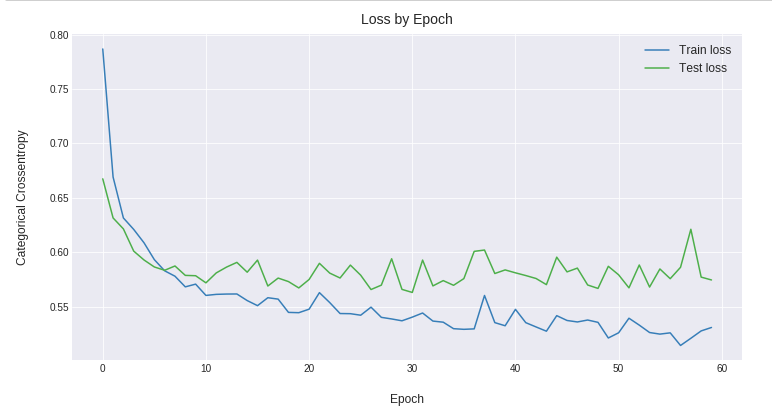 Loss by Epoch
Train loss
Test loss
Categorical Crossentropy
0.80
0.75
0.70
0.65
0.60
0.55
0 10 20 30 40 50 60
Epoch